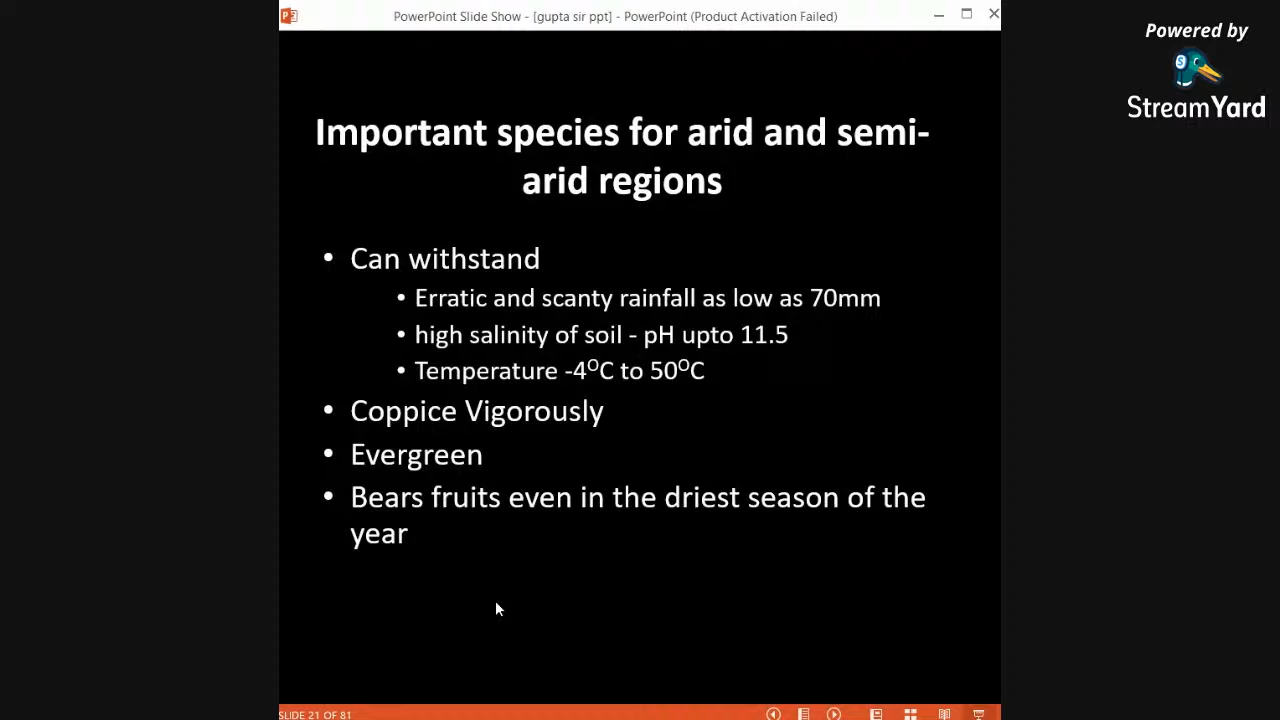 PowerPoint Slide Show - [gupta sir ppt] - PowerPoint (Product Activation Failed)
Powered by
StreamYard
Important species for arid and semi-
arid regions
• Can withstand
• Erratic and scanty rainfall as low as 70mm
• high salinity of soil - pH upto 11.5
• Temperature -4⁰C to 50⁰C
• Coppice Vigorously
• Evergreen
• Bears fruits even in the driest season of the
year
SLIDE 21 OF 81